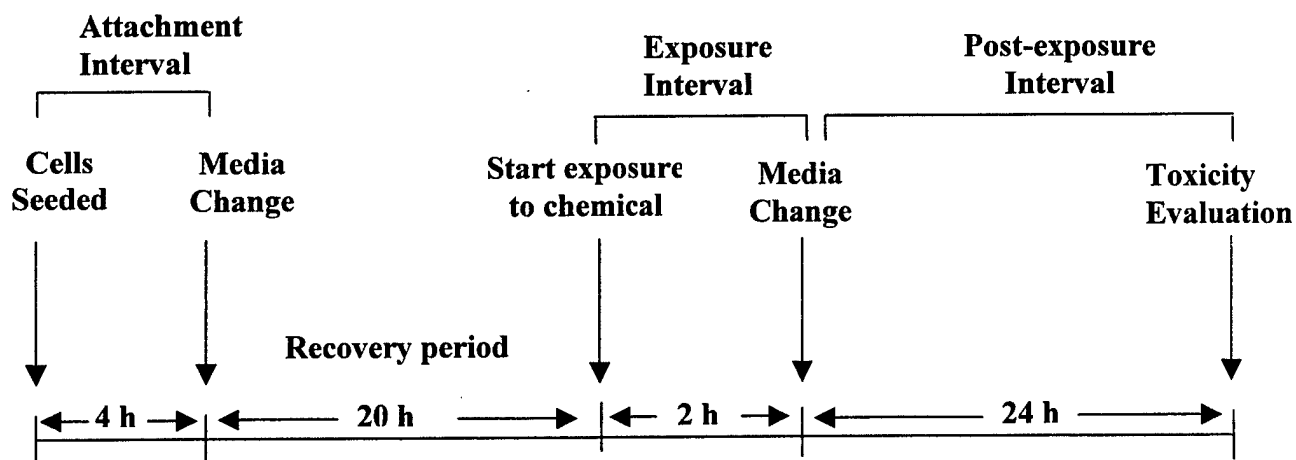 Attachment
Interval
Exposure
Interval
Post-exposure
Interval
Cells
Seeded
Media
Change
Start exposure
to chemical
Media
Change
Toxicity
Evaluation
Recovery period
4 h
20 h
2 h
24 h